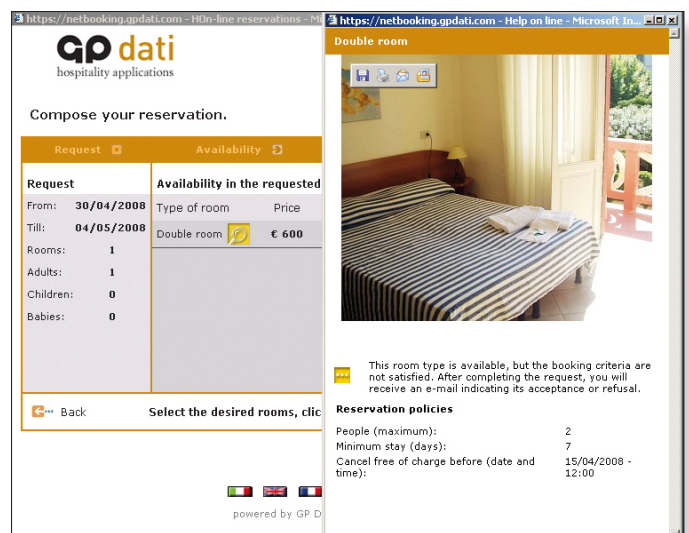 https://netbooking.gpdati.com - H0n-line reservations - Mi
GP dati
hospitality applications
Compose your reservation.
Request
Availability
Request
From: 30/04/2008
Till: 04/05/2008
Rooms: 1
Adults: 1
Children: 0
Babies: 0
Availability in the requested
Type of room Price
Double room € 600
Back
Select the desired rooms, clic
powered by GP D
https://netbooking.gpdati.com - Help on line - Microsoft In...
Double room
This room type is available, but the booking criteria are
not satisfied. After completing the request, you will
receive an e-mail indicating its acceptance or refusal.
Reservation policies
People (maximum): 2
Minimum stay (days): 7
Cancel free of charge before (date and 15/04/2008 -
time): 12:00